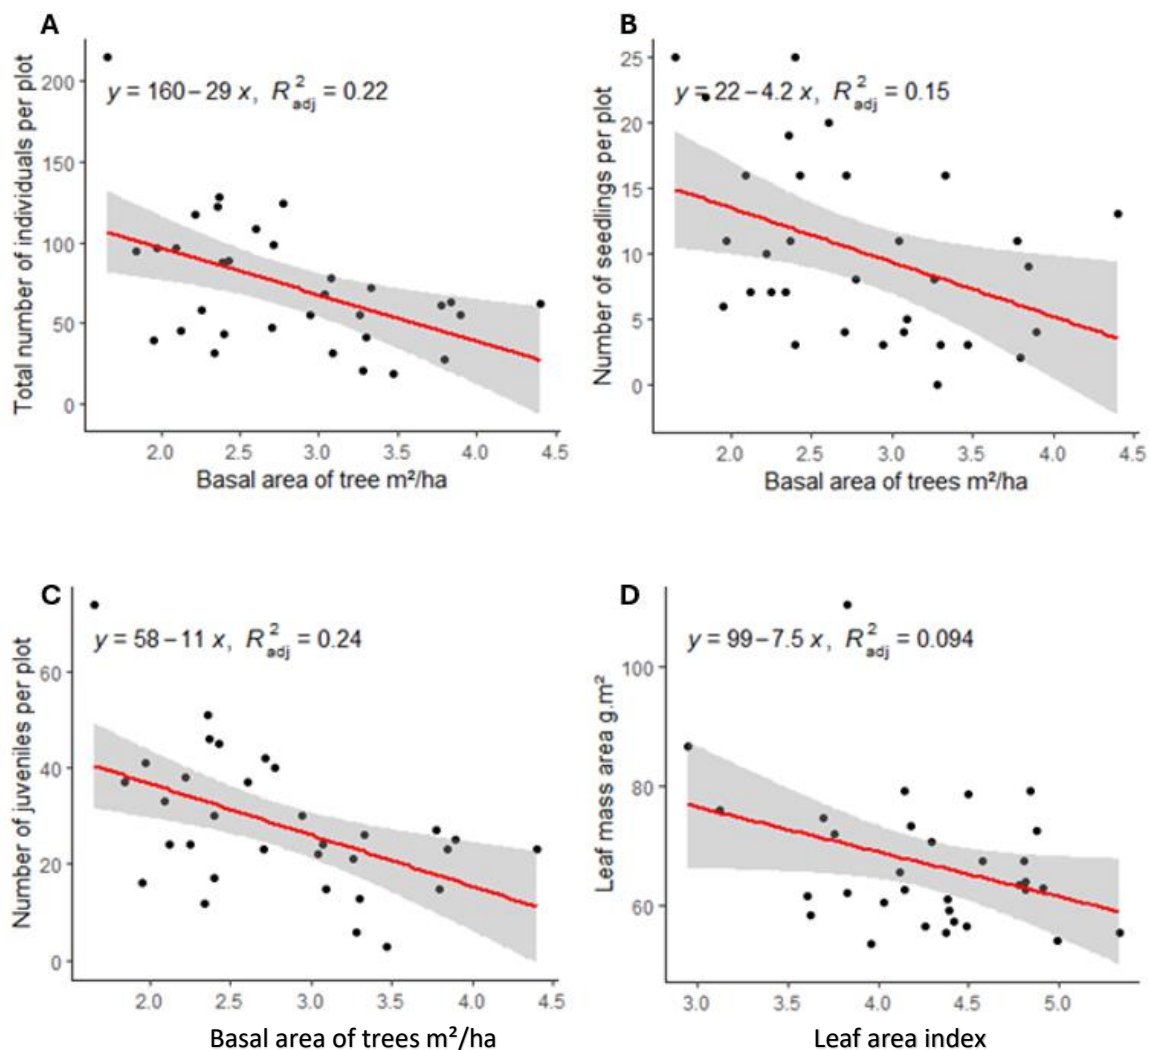 A
Total number of individuals per plot
y = 160 − 29 x, R²adj = 0.22
200
150
100
50
0
2.0 2.5 3.0 3.5 4.0 4.5
Basal area of tree m²/ha
B
Number of seedlings per plot
y = 22 − 4.2 x, R²adj = 0.15
25
20
15
10
5
0
2.0 2.5 3.0 3.5 4.0 4.5
Basal area of trees m²/ha
C
Number of juveniles per plot
y = 58 − 11 x, R²adj = 0.24
60
40
20
0
2.0 2.5 3.0 3.5 4.0 4.5
Basal area of trees m²/ha
D
Leaf mass area g.m²
y = 99 − 7.5 x, R²adj = 0.094
100
80
60
3.0 3.5 4.0 4.5 5.0
Leaf area index